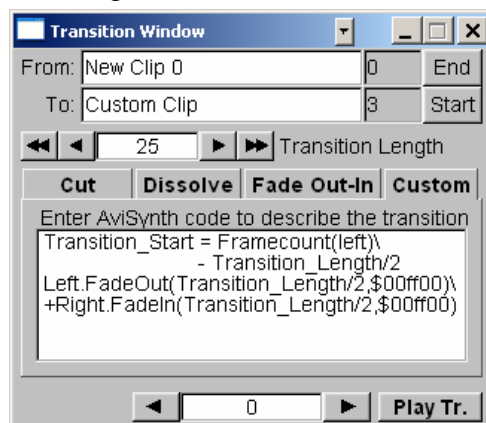 Transition Window
From: New Clip 0 0 End
To: Custom Clip 3 Start
25 Transition Length
Cut Dissolve Fade Out-In Custom
Enter AviSynth code to describe the transition
Transition_Start = Framecount(left)\
- Transition_Length/2
Left.FadeOut(Transition_Length/2,$00ff00)\
+Right.FadeIn(Transition_Length/2,$00ff00)
0 Play Tr.